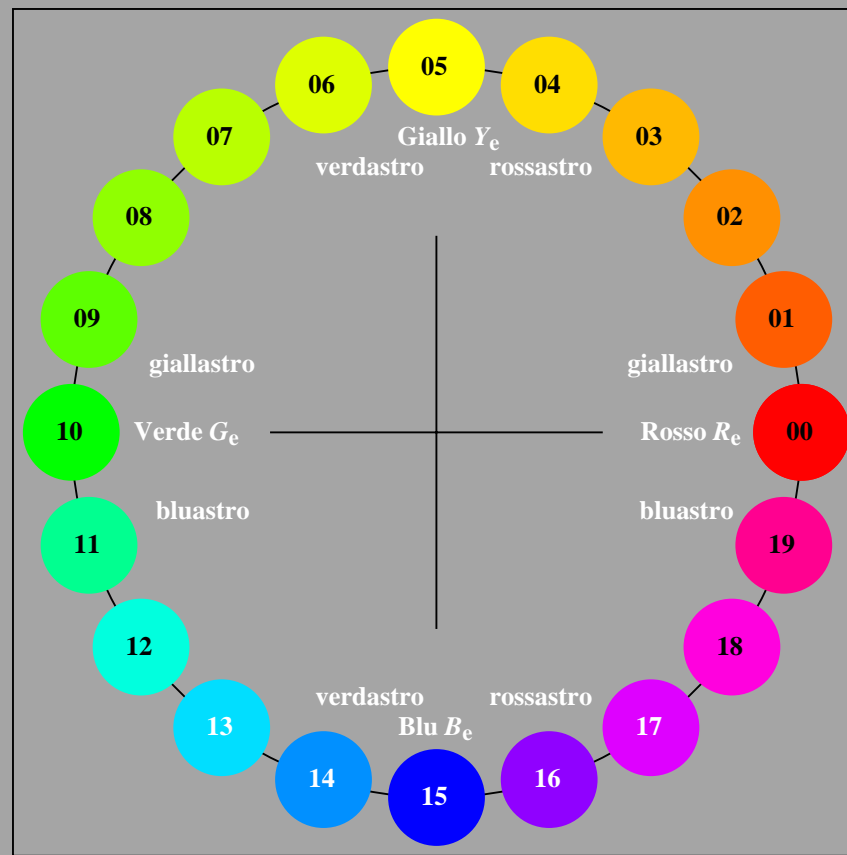 05
06 04
Giallo Yₑ
07 03
verdastro rossastro
08 02
09 01
giallastro giallastro
10 Verde Gₑ Rosso Rₑ 00
bluastro bluastro
11 19
12 18
verdastro rossastro
13 Blu Bₑ 17
14 16
15